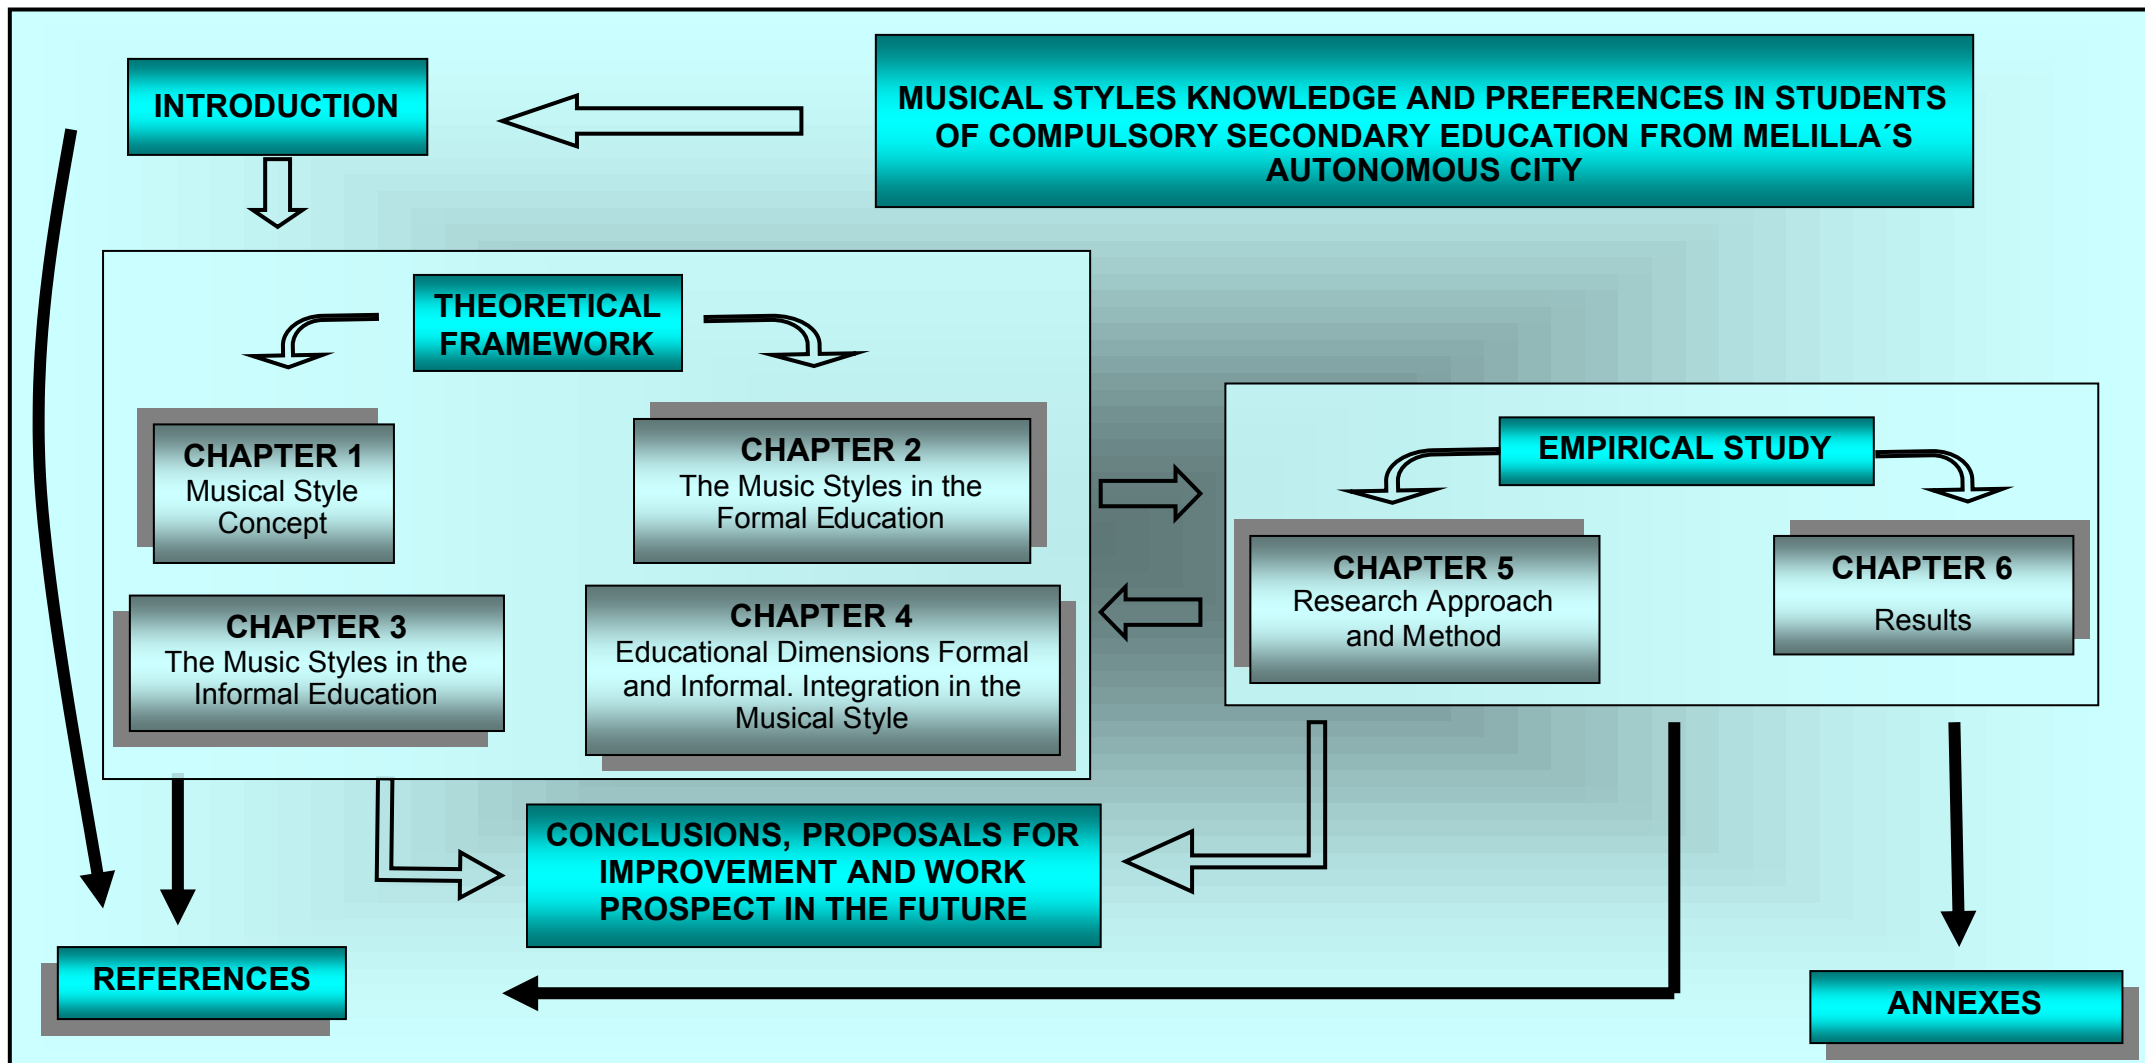 INTRODUCTION
MUSICAL STYLES KNOWLEDGE AND PREFERENCES IN STUDENTS
OF COMPULSORY SECONDARY EDUCATION FROM MELILLA´S
AUTONOMOUS CITY
THEORETICAL
FRAMEWORK
CHAPTER 1
Musical Style
Concept
CHAPTER 2
The Music Styles in the
Formal Education
CHAPTER 3
The Music Styles in the
Informal Education
CHAPTER 4
Educational Dimensions Formal
and Informal. Integration in the
Musical Style
EMPIRICAL STUDY
CHAPTER 5
Research Approach
and Method
CHAPTER 6
Results
CONCLUSIONS, PROPOSALS FOR
IMPROVEMENT AND WORK
PROSPECT IN THE FUTURE
REFERENCES
ANNEXES